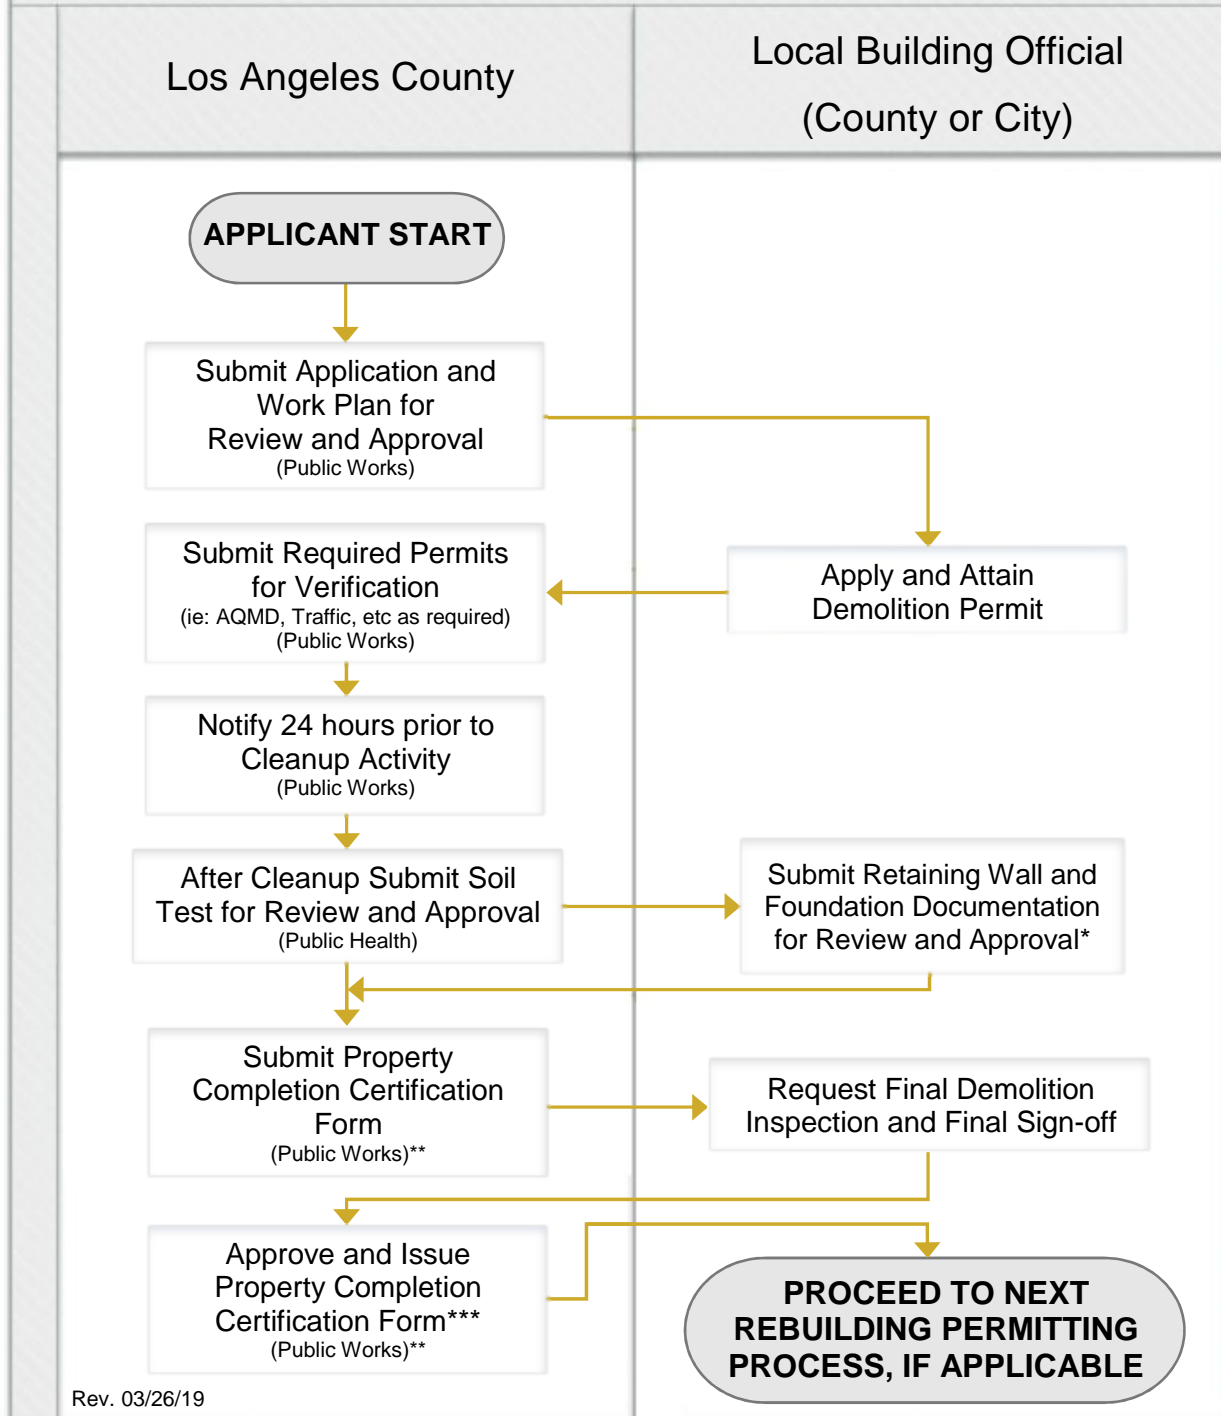 Los Angeles County
Local Building Official
(County or City)
APPLICANT START
Submit Application and
Work Plan for
Review and Approval
(Public Works)
Submit Required Permits
for Verification
(ie: AQMD, Traffic, etc as required)
(Public Works)
Apply and Attain
Demolition Permit
Notify 24 hours prior to
Cleanup Activity
(Public Works)
After Cleanup Submit Soil
Test for Review and Approval
(Public Health)
Submit Retaining Wall and
Foundation Documentation
for Review and Approval*
Submit Property
Completion Certification
Form
(Public Works)**
Request Final Demolition
Inspection and Final Sign-off
Approve and Issue
Property Completion
Certification Form***
(Public Works)**
PROCEED TO NEXT
REBUILDING PERMITTING
PROCESS, IF APPLICABLE
Rev. 03/26/19